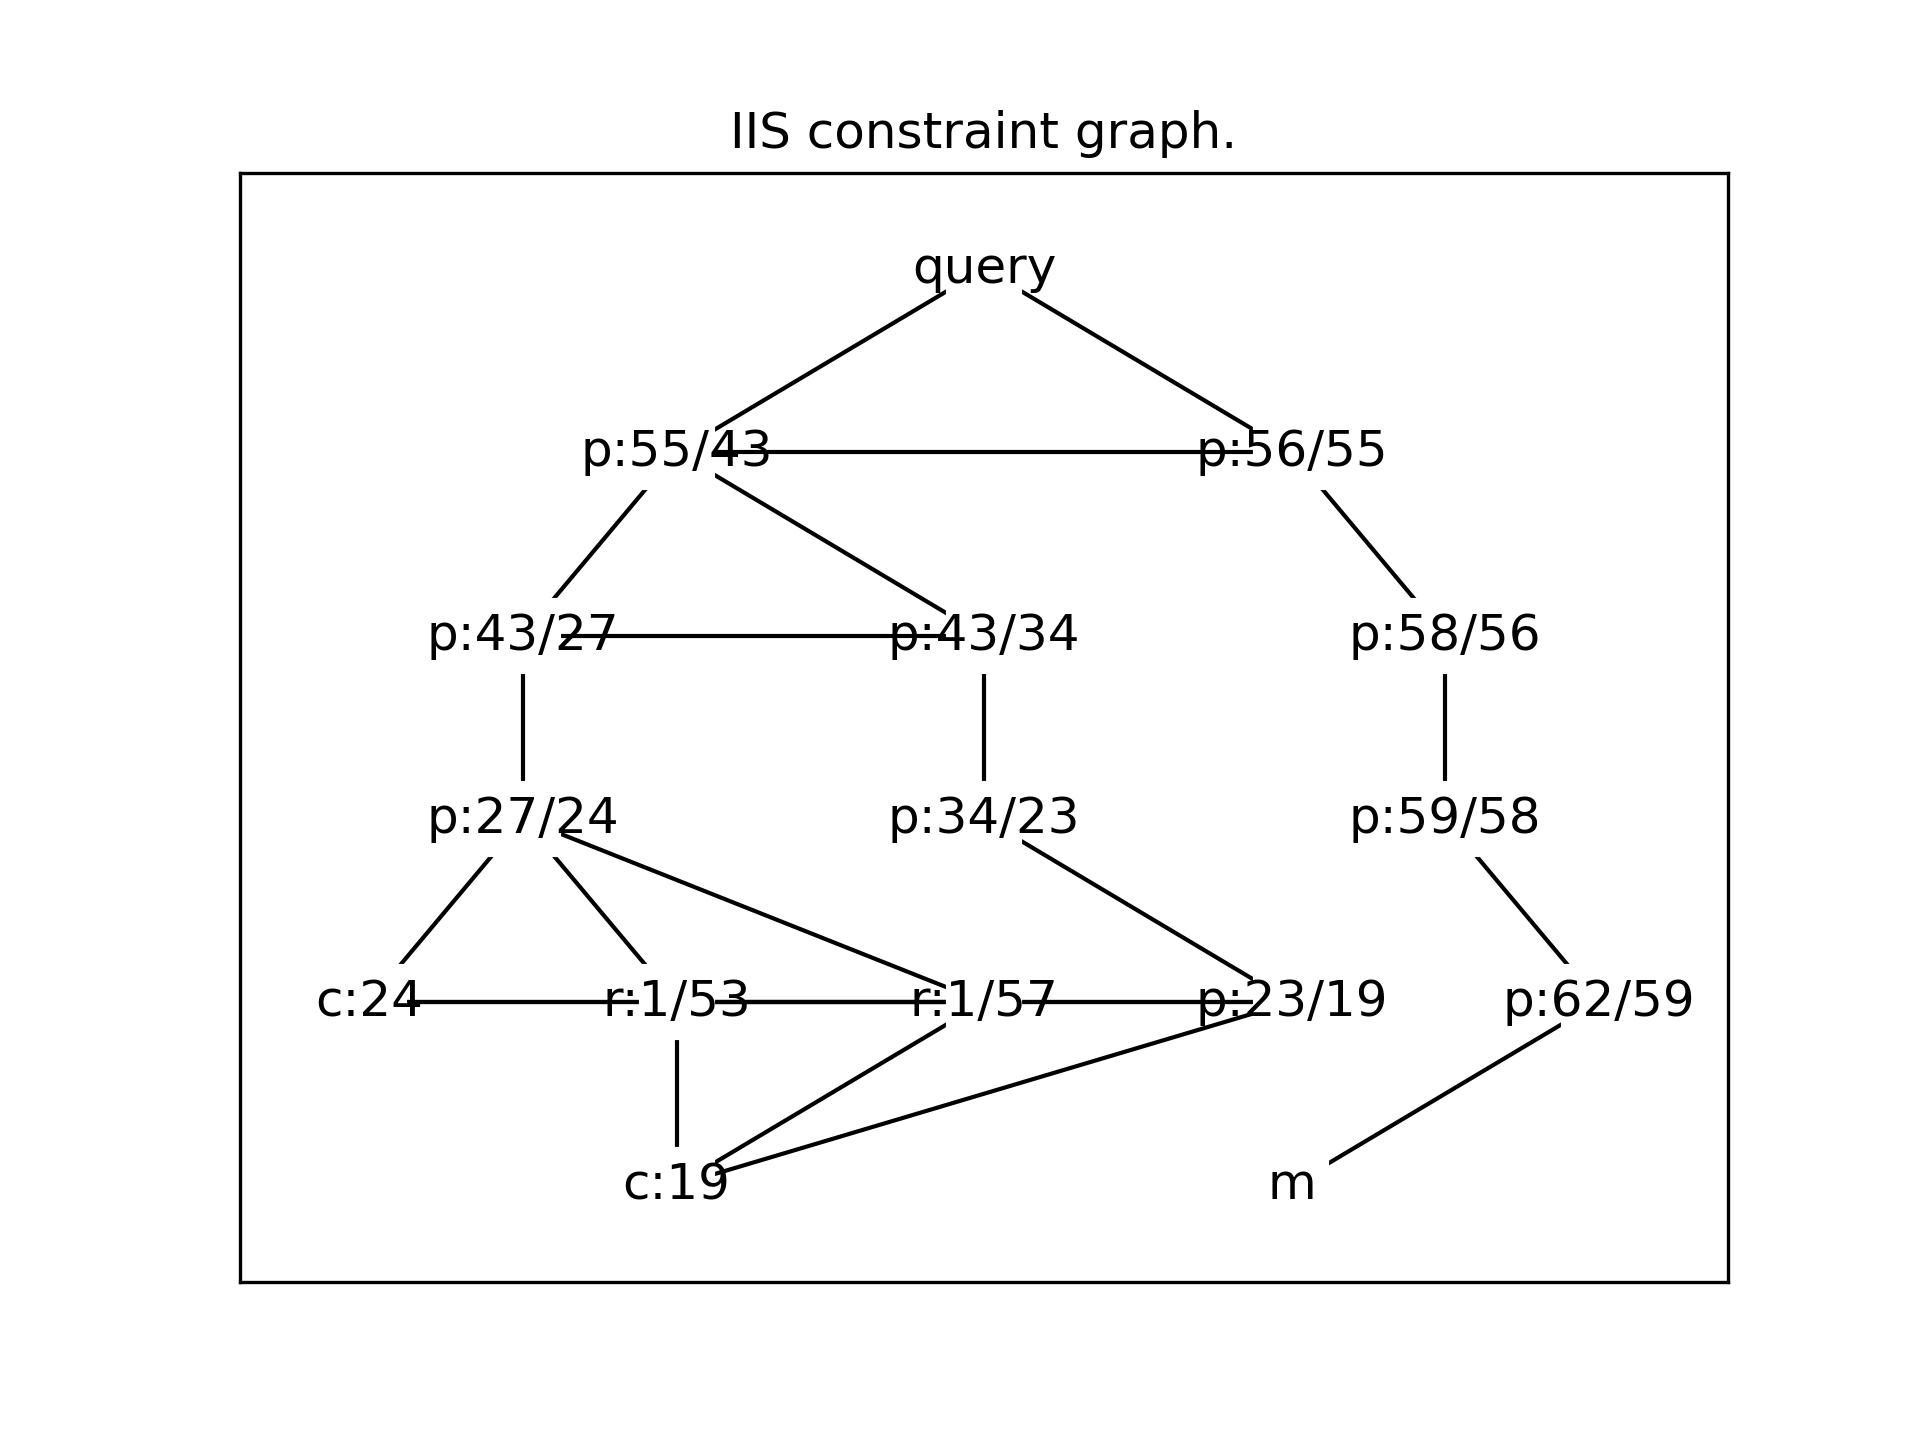 IIS constraint graph.
query
p:55/43 p:56/55
p:43/27 p:43/34 p:58/56
p:27/24 p:34/23 p:59/58
c:24 r:1/53 r:1/57 p:23/19 p:62/59
c:19 m